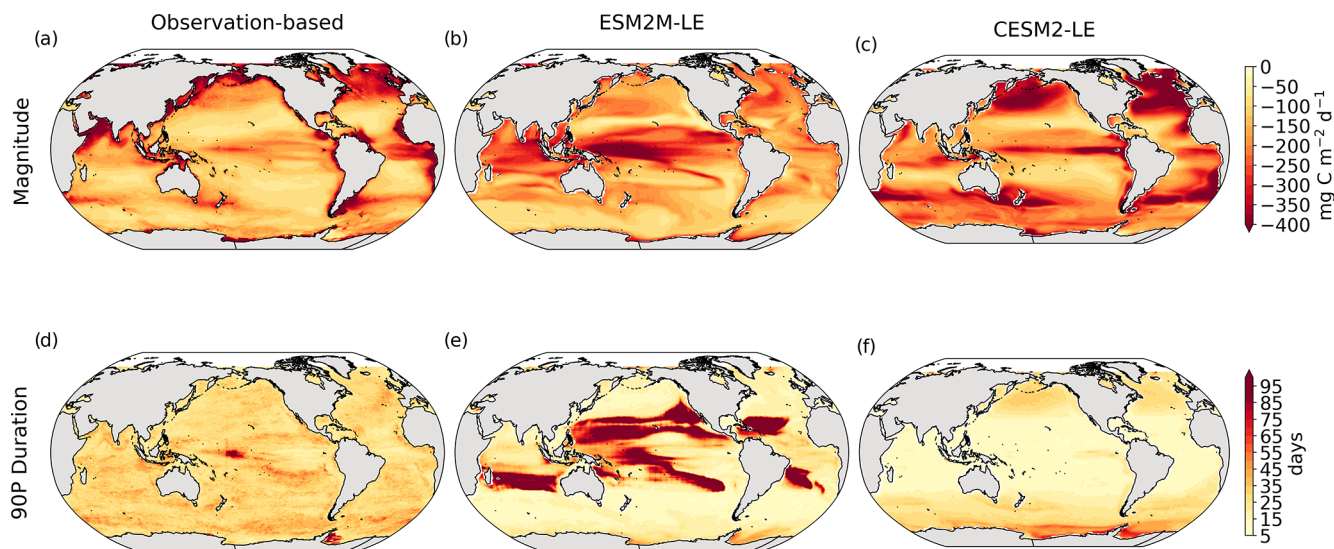 Observation-based
ESM2M-LE
CESM2-LE
(a)
(b)
(c)
Magnitude
0
−50
−100
−150
−200
−250
−300
−350
−400
mg C m⁻² d⁻¹
(d)
(e)
(f)
90P Duration
95
85
75
65
55
45
35
25
15
5
days